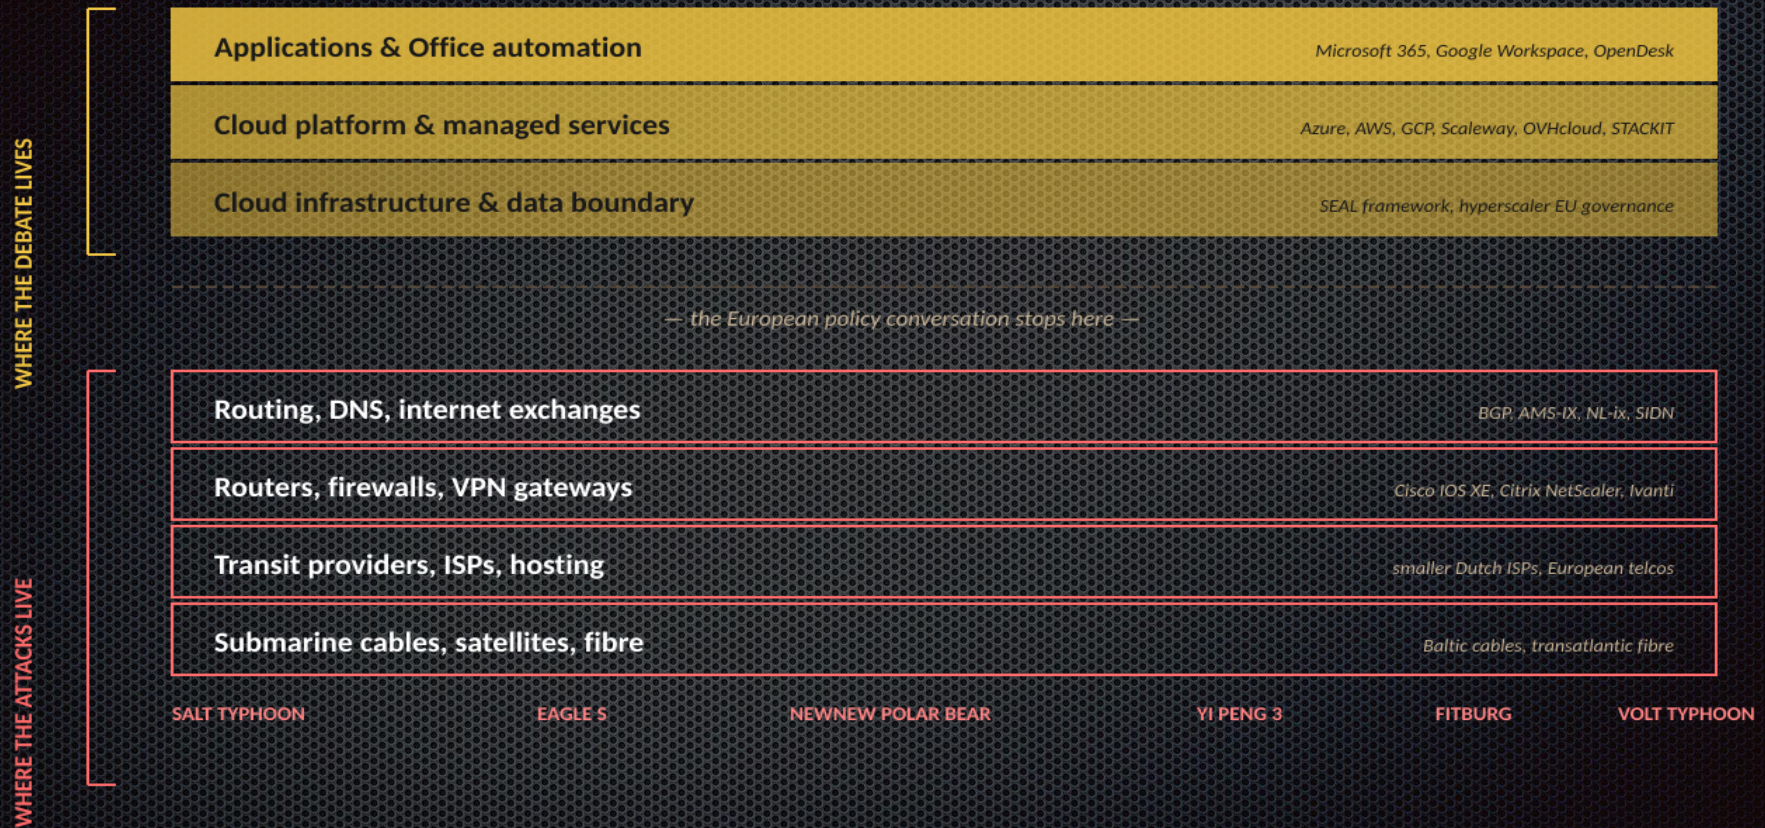 WHERE THE DEBATE LIVES
Applications & Office automation
Microsoft 365, Google Workspace, OpenDesk
Cloud platform & managed services
Azure, AWS, GCP, Scaleway, OVHcloud, STACKIT
Cloud infrastructure & data boundary
SEAL framework, hyperscaler EU governance
— the European policy conversation stops here —
WHERE THE ATTACKS LIVE
Routing, DNS, internet exchanges
BGP, AMS-IX, NL-ix, SIDN
Routers, firewalls, VPN gateways
Cisco IOS XE, Citrix NetScaler, Ivanti
Transit providers, ISPs, hosting
smaller Dutch ISPs, European telcos
Submarine cables, satellites, fibre
Baltic cables, transatlantic fibre
SALT TYPHOON EAGLE S NEWNEW POLAR BEAR YI PENG 3 FITBURG VOLT TYPHOON